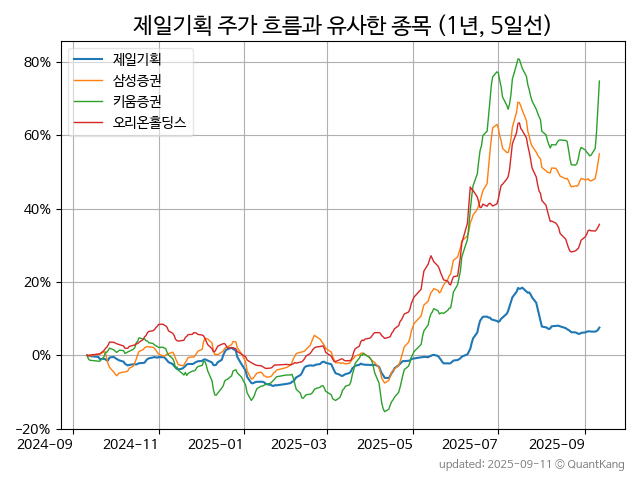 제일기획 주가 흐름과 유사한 종목 (1년, 5일선)
제일기획
삼성증권
키움증권
오리온홀딩스
80%
60%
40%
20%
0%
−20%
2024-09
2024-11
2025-01
2025-03
2025-05
2025-07
2025-09
updated: 2025-09-11 © QuantKang